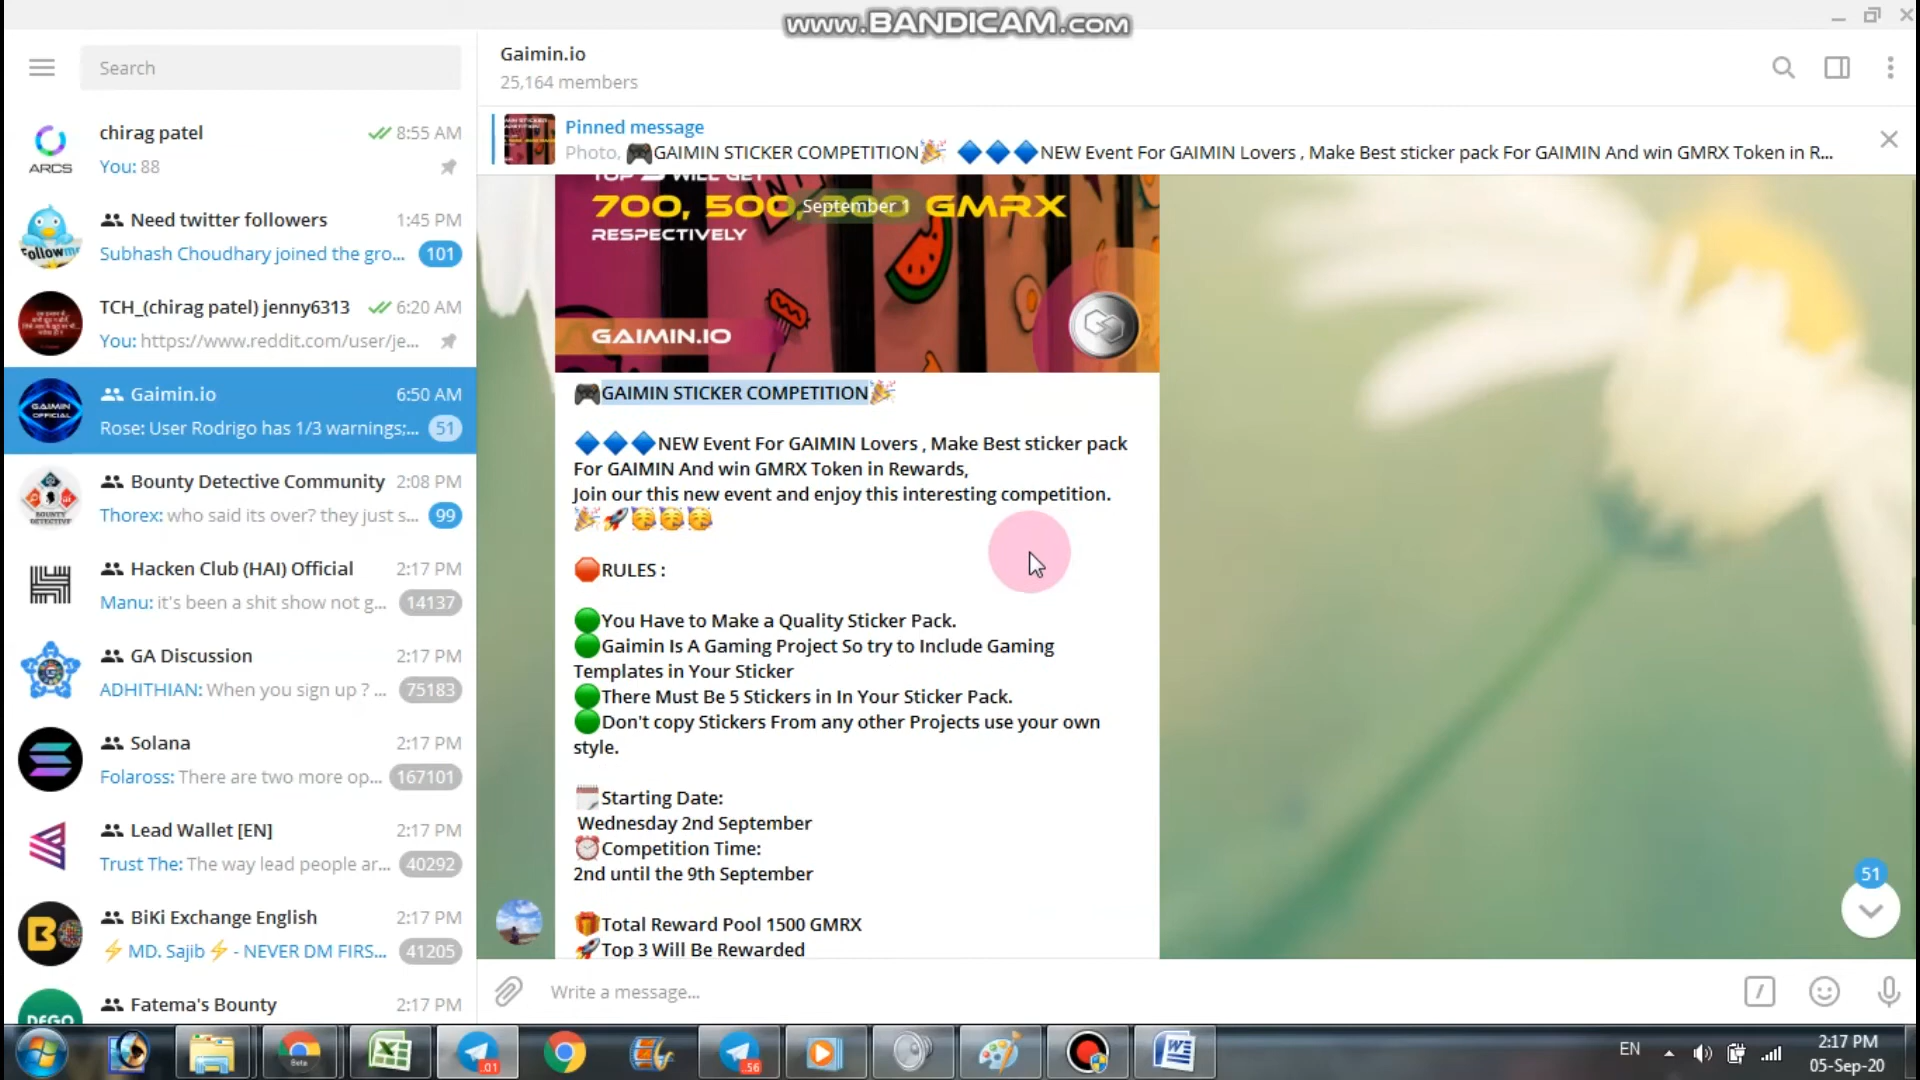 www.BANDICAM.com
Search
Gaimin.io
25,164 members
Pinned message
Photo, 🎮GAIMIN STICKER COMPETITION🎉 🔷🔷🔷NEW Event For GAIMIN Lovers , Make Best sticker pack For GAIMIN And win GMRX Token in R...
chirag patel
8:55 AM
ARCS
You: 88
Need twitter followers
1:45 PM
Subhash Choudhary joined the gro...
101
TCH_(chirag patel) jenny6313
6:20 AM
You: https://www.reddit.com/user/je...
Gaimin.io
6:50 AM
GAIMIN
OFFICIAL
Rose: User Rodrigo has 1/3 warnings;...
51
Bounty Detective Community
2:08 PM
BOUNTY
DETECTIVE
Thorex: who said its over? they just s...
99
Hacken Club (HAI) Official
2:17 PM
Manu: it's been a shit show not g...
14137
GA Discussion
2:17 PM
ADHITHIAN: When you sign up ? ...
75183
Solana
2:17 PM
Folaross: There are two more op...
167101
Lead Wallet [EN]
2:17 PM
Trust The: The way lead people ar...
40292
BiKi Exchange English
2:17 PM
⚡ MD. Sajib ⚡ - NEVER DM FIRS...
41205
Fatema's Bounty
2:17 PM
DEGO
TOP 3 WILL GET
700, 500, 300 GMRX
September 1
RESPECTIVELY
GAIMIN.IO
🎮GAIMIN STICKER COMPETITION🎉
🔷🔷🔷NEW Event For GAIMIN Lovers , Make Best sticker pack
For GAIMIN And win GMRX Token in Rewards,
Join our this new event and enjoy this interesting competition.
🎉🚀🥳🥳🥳
🛑RULES :
🟢You Have to Make a Quality Sticker Pack.
🟢Gaimin Is A Gaming Project So try to Include Gaming
Templates in Your Sticker
🟢There Must Be 5 Stickers in In Your Sticker Pack.
🟢Don't copy Stickers From any other Projects use your own
style.
🗓Starting Date:
Wednesday 2nd September
⏰Competition Time:
2nd until the 9th September
🎁Total Reward Pool 1500 GMRX
🚀Top 3 Will Be Rewarded
51
Write a message...
Beta
.01
..56
EN
2:17 PM
05-Sep-20